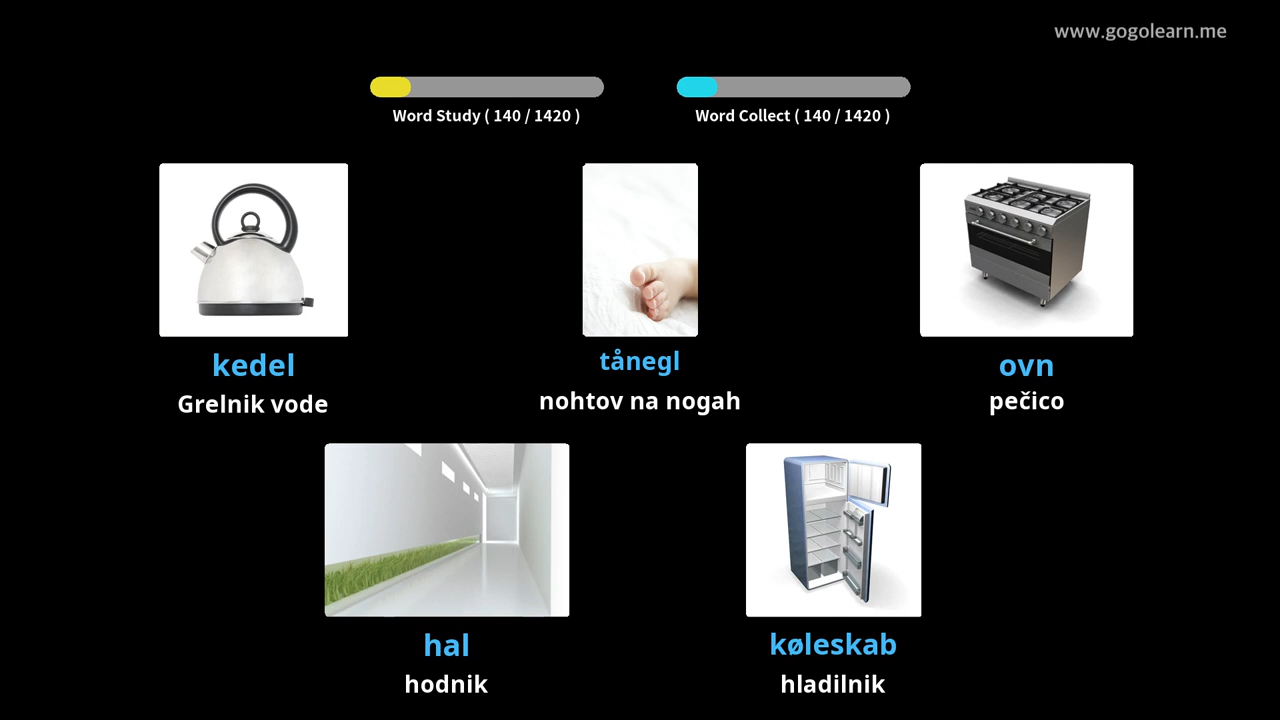 www.gogolearn.me
Word Study ( 140 / 1420 )
Word Collect ( 140 / 1420 )
kedel
Grelnik vode
tånegl
nohtov na nogah
ovn
pečico
hal
hodnik
køleskab
hladilnik